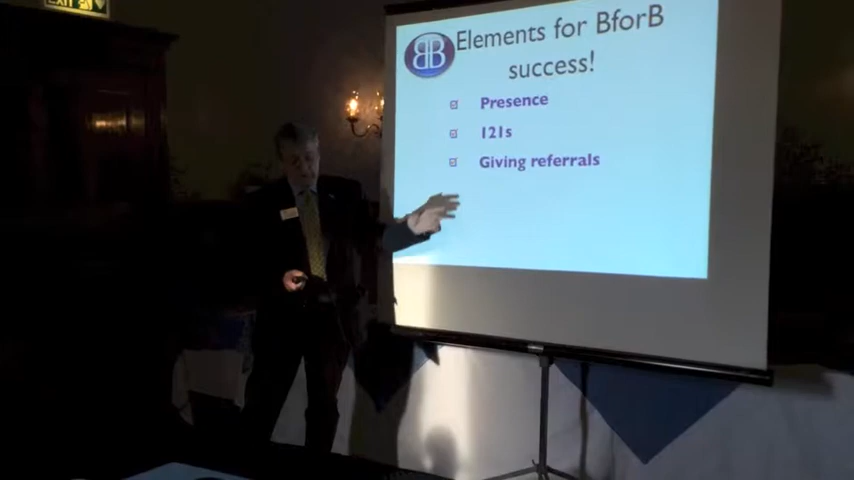 EXIT
BB
Elements for BforB
success!
Presence
121s
Giving referrals